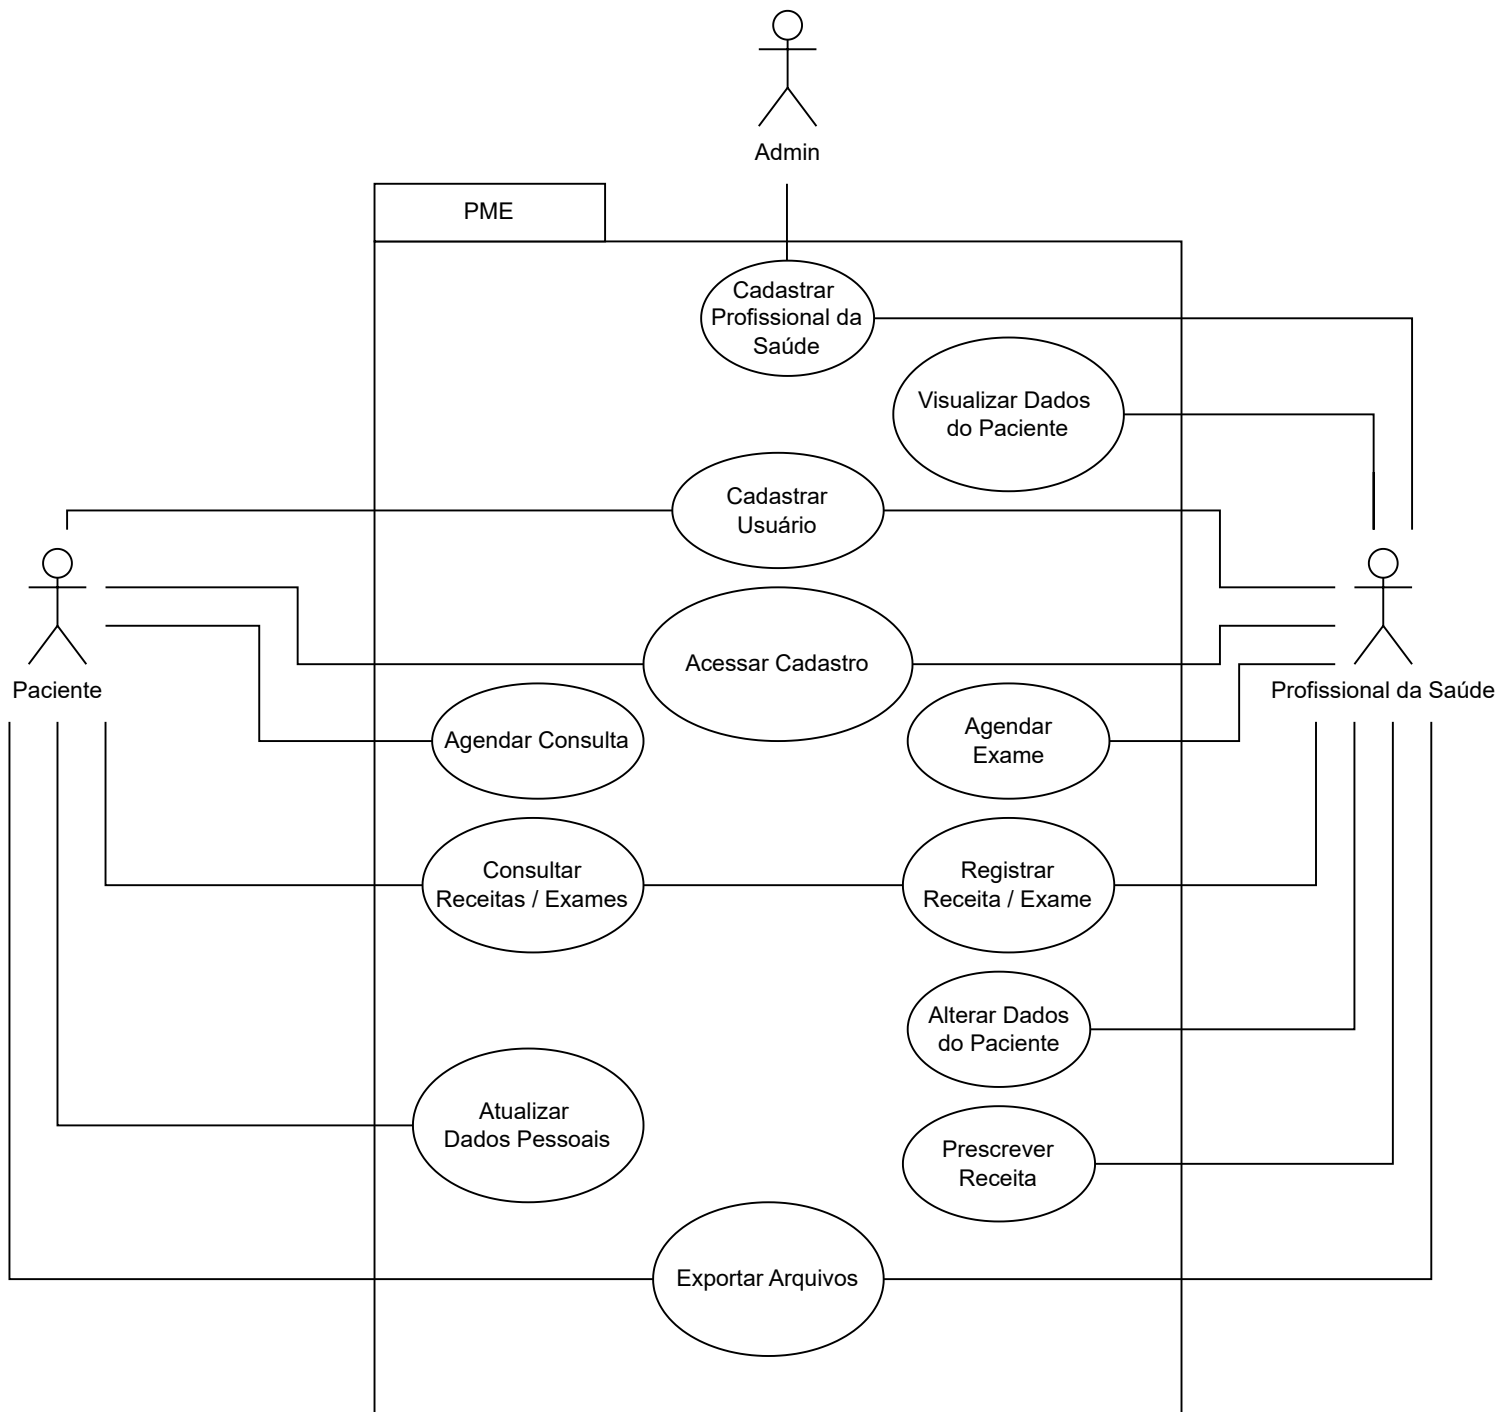 Admin
PME
Cadastrar
Profissional da
Saúde
Visualizar Dados
do Paciente
Cadastrar
Usuário
Acessar Cadastro
Paciente
Profissional da Saúde
Agendar Consulta
Agendar
Exame
Consultar
Receitas / Exames
Registrar
Receita / Exame
Alterar Dados
do Paciente
Atualizar
Dados Pessoais
Prescrever
Receita
Exportar Arquivos